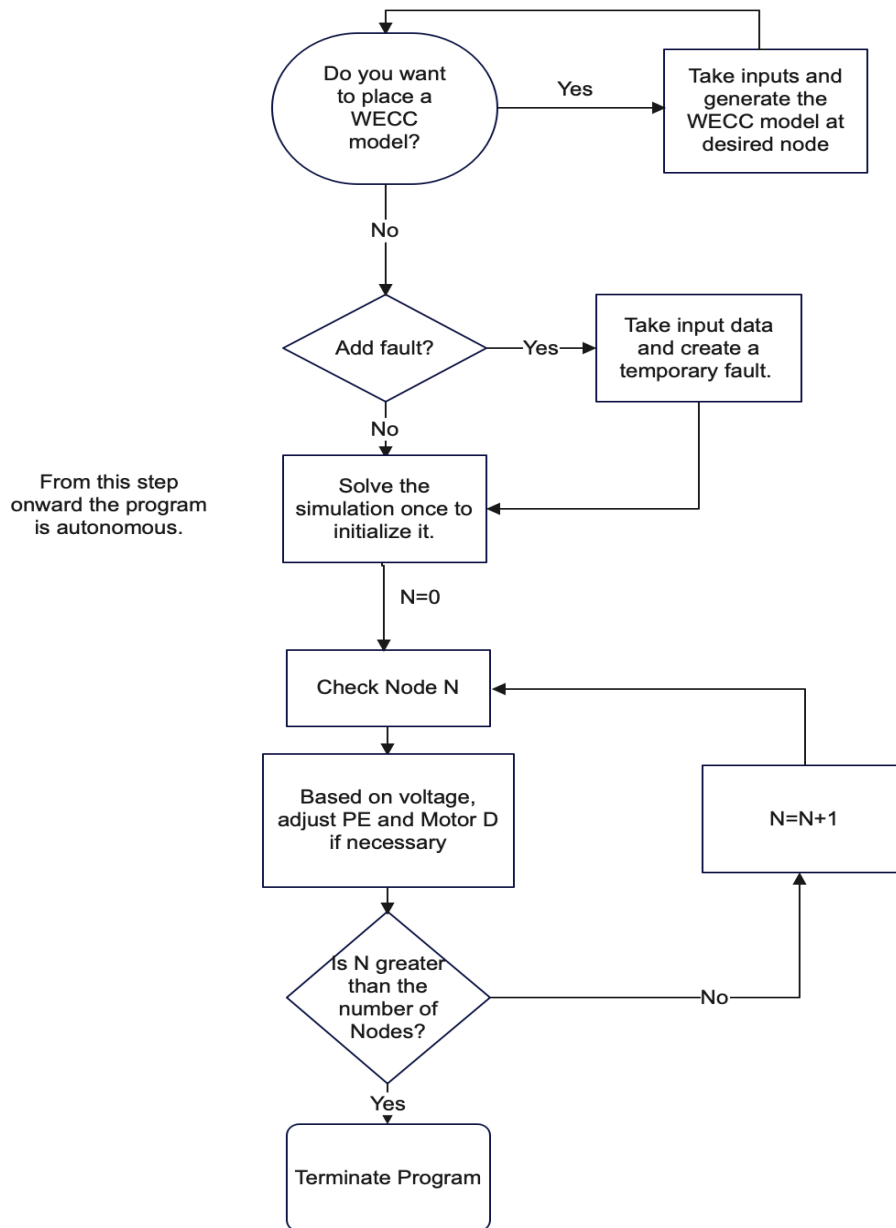 Do you want
to place a
WECC
model?
Yes
Take inputs and
generate the
WECC model at
desired node
No
Add fault?
Yes
Take input data
and create a
temporary fault.
No
From this step
onward the program
is autonomous.
Solve the
simulation once to
initialize it.
N=0
Check Node N
Based on voltage,
adjust PE and Motor D
if necessary
N=N+1
Is N greater
than the
number of
Nodes?
No
Yes
Terminate Program